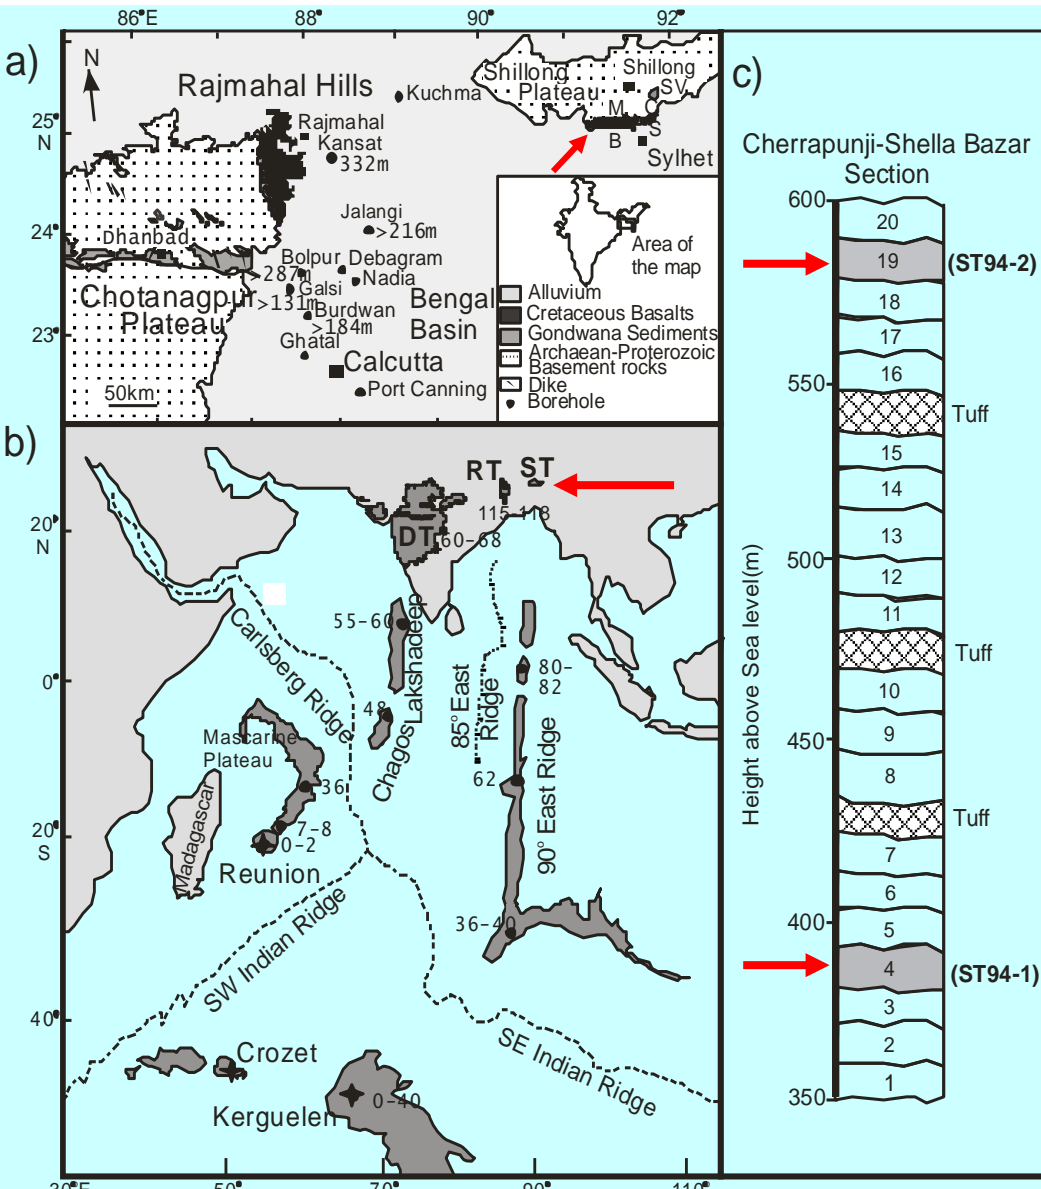 86°E
88°
90°
92°
a)
N
Rajmahal Hills
Kuchma
Shillong
Plateau
Shillong
SV
M
C
S
B
Sylhet
25°
N
Rajmahal
Kansat
332m
Jalangi
>216m
24°
Dhanbad
Bolpur
Debagram
>287m
Nadia
Galsi
>131m
Burdwan
>184m
Chotanagpur
Plateau
Bengal
Basin
23°
Ghatal
Calcutta
50km
Port Canning
Area of
the map
Alluvium
Cretaceous Basalts
Gondwana Sediments
Archaean-Proterozoic
Basement rocks
Dike
Borehole
b)
RT
ST
115-118
20°
N
DT
60-68
55-60
Carlsberg Ridge
Chagos Lakshadeep
85°East
Ridge
80-
82
0°
48
Mascarine
Plateau
36
62
90° East Ridge
Madagascar
7-8
0-2
20°
S
Reunion
36-40
SW Indian Ridge
40°
SE Indian Ridge
Crozet
Kerguelen
0-40
30°E
50°
70°
90°
110°
c)
Cherrapunji-Shella Bazar
Section
Height above Sea level(m)
600
20
19
(ST94-2)
18
17
550
16
Tuff
15
14
13
500
12
11
Tuff
10
9
450
8
Tuff
7
6
400
5
4
(ST94-1)
3
2
1
350